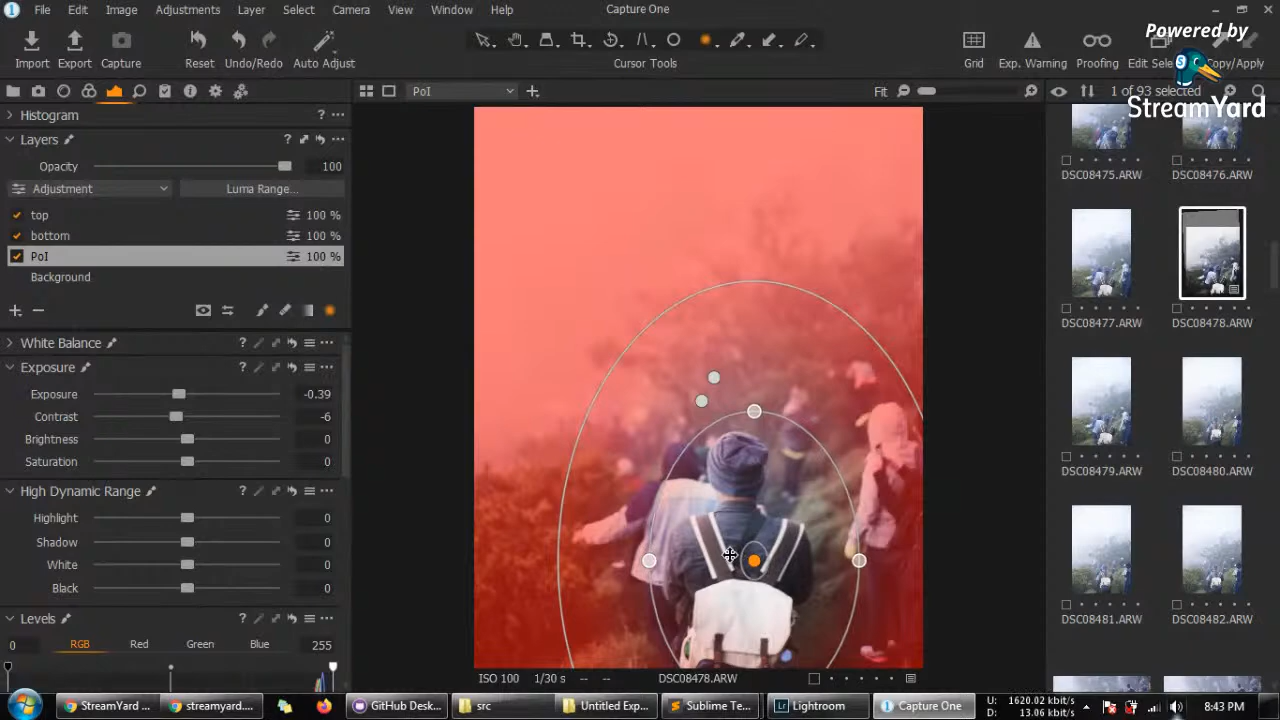 File Edit Image Adjustments Layer Select Camera View Window Help Capture One
Powered by
StreamYard
Import Export Capture Reset Undo/Redo Auto Adjust Cursor Tools Grid Exp. Warning Proofing Copy/Apply
PoI Fit 1 of 93 selected
Histogram ? ...
Layers ? ...
Opacity 100
Adjustment Luma Range...
top 100 %
bottom 100 %
PoI 100 %
Background
White Balance ? ...
Exposure ? ...
Exposure -0.39
Contrast -6
Brightness 0
Saturation 0
High Dynamic Range ? ...
Highlight 0
Shadow 0
White 0
Black 0
Levels ? ...
0 RGB Red Green Blue 255
ISO 100 1/30 s -- -- DSC08478.ARW
DSC08475.ARW DSC08476.ARW
DSC08477.ARW DSC08478.ARW
DSC08479.ARW DSC08480.ARW
DSC08481.ARW DSC08482.ARW
StreamYard ... streamyard.... GitHub Desk... src Untitled Exp... Sublime Te... Lightroom Capture One
U: 1620.02 kbit/s
D: 13.06 kbit/s
8:43 PM